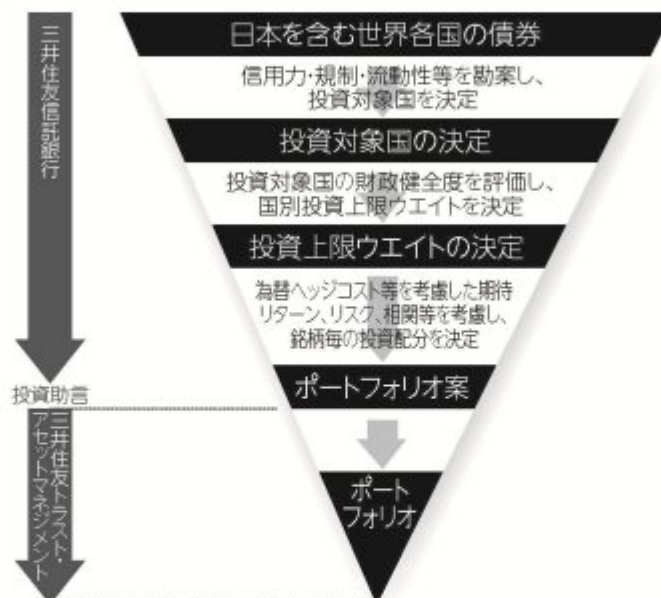 三井住友信託銀行
日本を含む世界各国の債券
信用力・規制・流動性等を勘案し、
投資対象国を決定
投資対象国の決定
投資対象国の財政健全度を評価し、
国別投資上限ウエイトを決定
投資上限ウエイトの決定
為替ヘッジコスト等を考慮した期待
リターン、リスク、相関等を考慮し、
銘柄毎の投資配分を決定
ポートフォリオ案
投資助言
三井住友トラスト・
アセットマネジメント
ポート
フォリオ